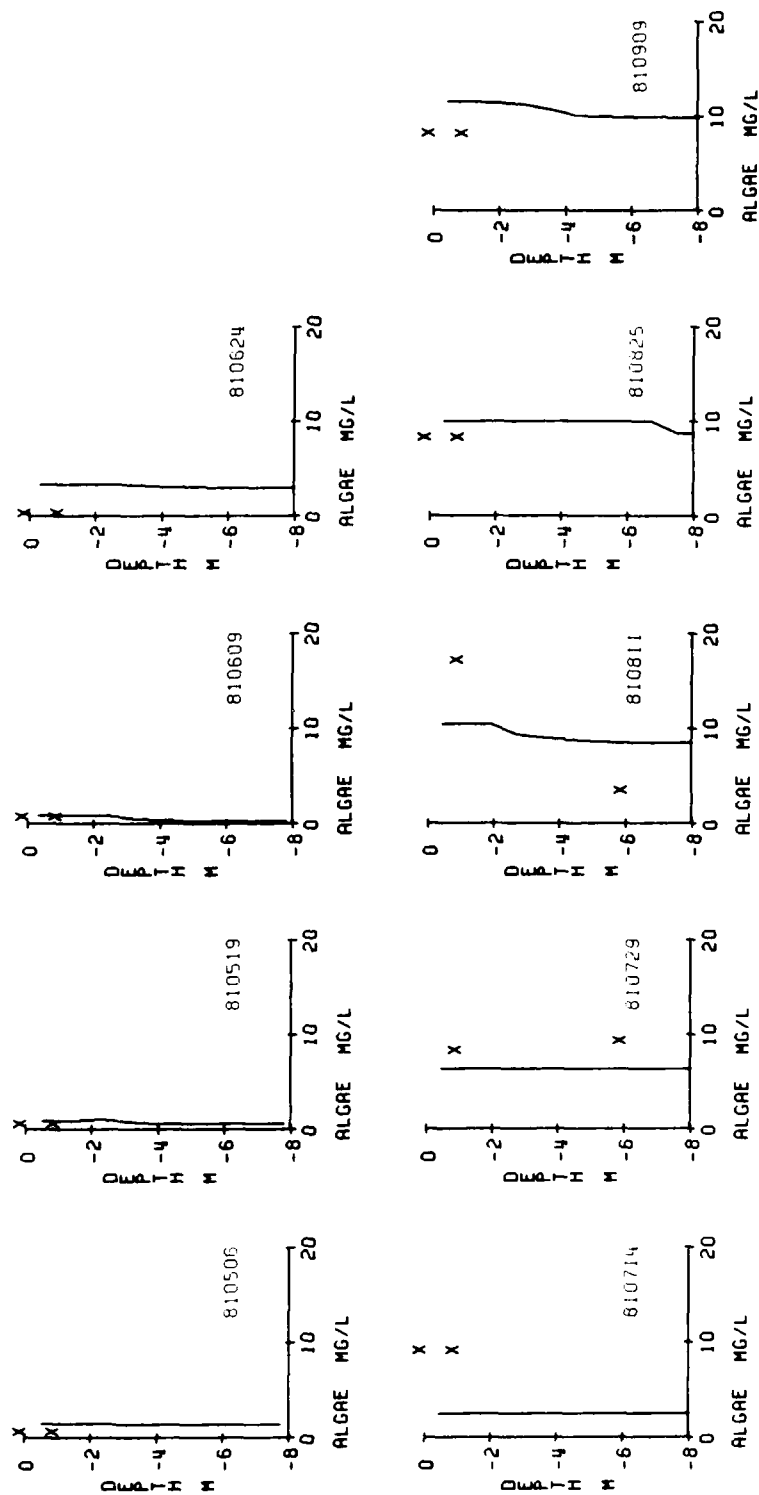 0
-2
-4
-6
-8
DEPTH M
0 10 20
ALGAE MG/L
810506
0
-2
-4
-6
-8
DEPTH M
0 10 20
ALGAE MG/L
810519
0
-2
-4
-6
-8
DEPTH M
0 10 20
ALGAE MG/L
810609
0
-2
-4
-6
-8
DEPTH M
0 10 20
ALGAE MG/L
810624
0
-2
-4
-6
-8
DEPTH M
0 10 20
ALGAE MG/L
810714
0
-2
-4
-6
-8
DEPTH M
0 10 20
ALGAE MG/L
810729
0
-2
-4
-6
-8
DEPTH M
0 10 20
ALGAE MG/L
810811
0
-2
-4
-6
-8
DEPTH M
0 10 20
ALGAE MG/L
810825
0
-2
-4
-6
-8
DEPTH M
0 10 20
ALGAE MG/L
810909